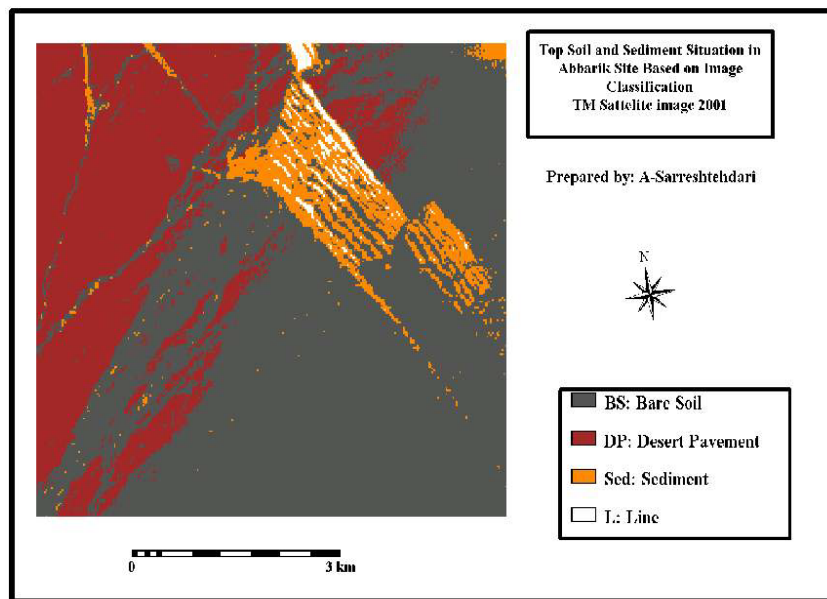 Top Soil and Sediment Situation in
Abbarik Site Based on Image
Classification
TM Sattelite image 2001
Prepared by: A-Sarreshtehdari
N
BS: Bare Soil
DP: Desert Pavement
Sed: Sediment
L: Line
0 3 km